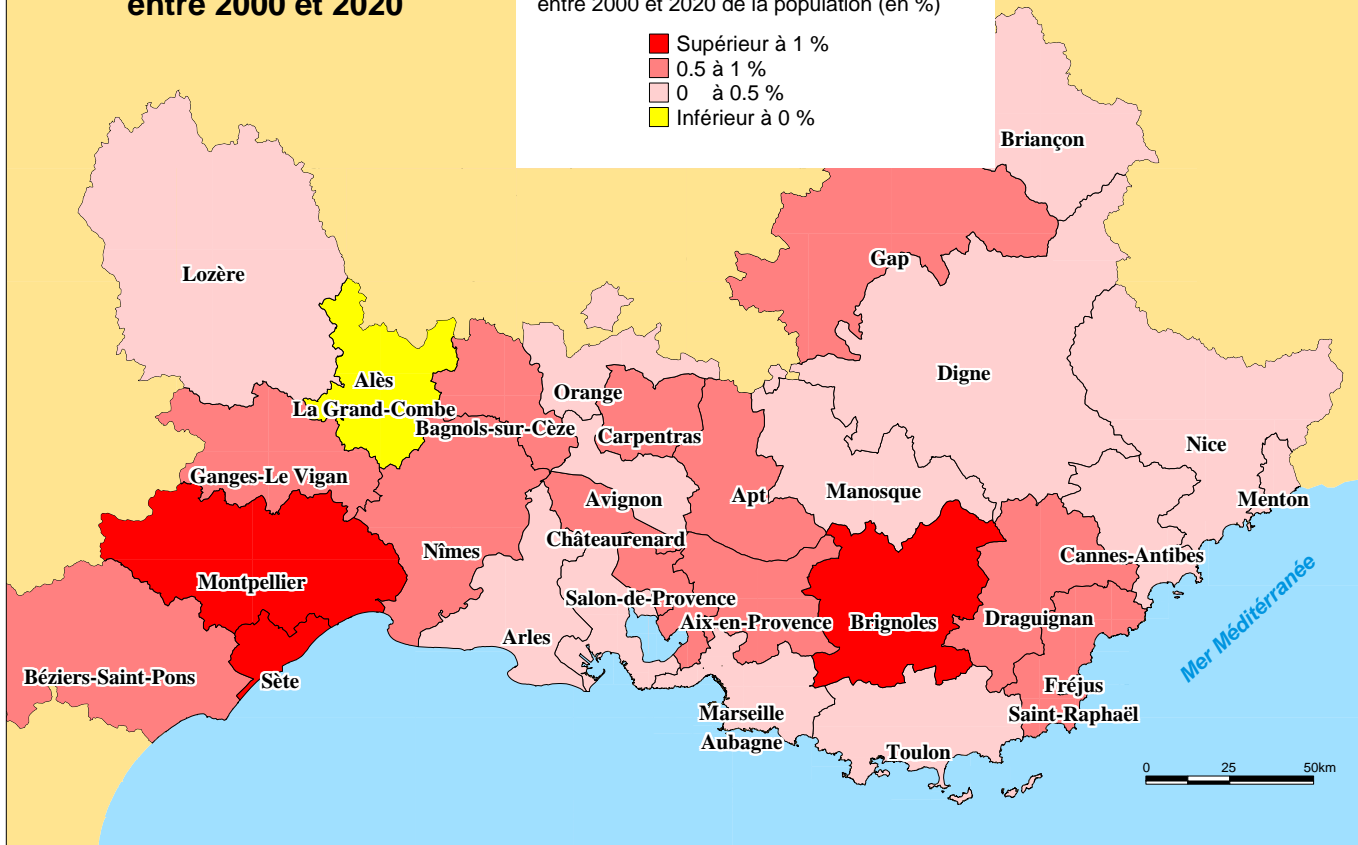 entre 2000 et 2020
entre 2000 et 2020 de la population (en %)
Supérieur à 1 %
0.5 à 1 %
0 à 0.5 %
Inférieur à 0 %
Briançon
Gap
Lozère
Digne
Alès
La Grand-Combe
Orange
Bagnols-sur-Cèze
Carpentras
Nice
Ganges-Le Vigan
Avignon
Apt
Manosque
Menton
Châteaurenard
Nîmes
Cannes-Antibes
Montpellier
Salon-de-Provence
Aix-en-Provence
Brignoles
Draguignan
Arles
Mer Méditérranée
Béziers-Saint-Pons
Sète
Fréjus
Saint-Raphaël
Marseille
Aubagne
Toulon
0 25 50km